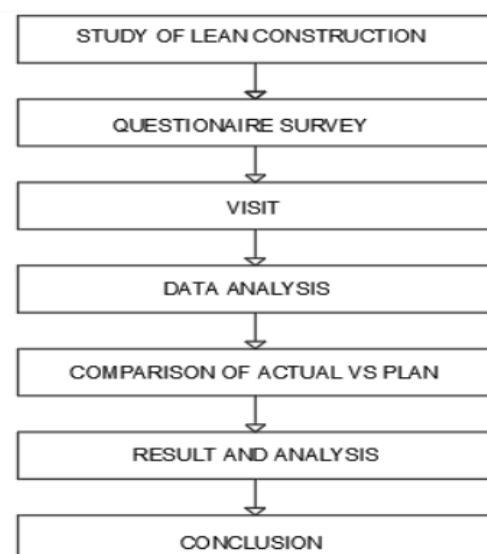 STUDY OF LEAN CONSTRUCTION
QUESTIONAIRE SURVEY
VISIT
DATA ANALYSIS
COMPARISON OF ACTUAL VS PLAN
RESULT AND ANALYSIS
CONCLUSION